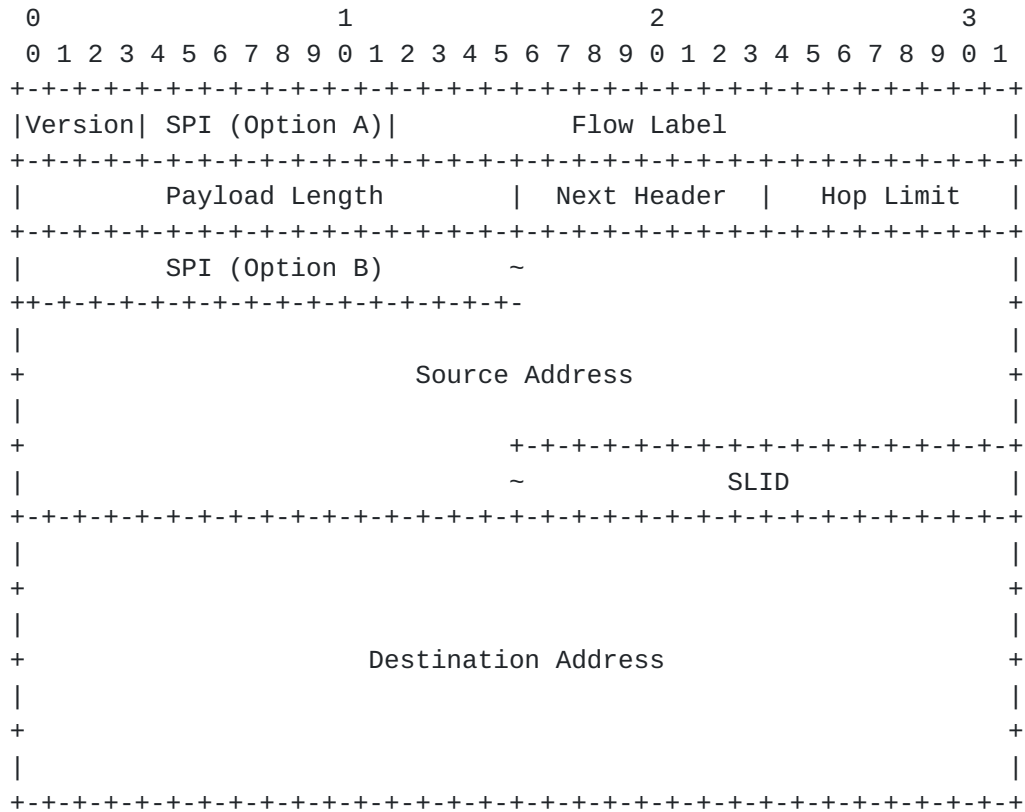 0                   1                   2                   3
 0 1 2 3 4 5 6 7 8 9 0 1 2 3 4 5 6 7 8 9 0 1 2 3 4 5 6 7 8 9 0 1
+-+-+-+-+-+-+-+-+-+-+-+-+-+-+-+-+-+-+-+-+-+-+-+-+-+-+-+-+-+-+-+-+
|Version| SPI (Option A)|           Flow Label                  |
+-+-+-+-+-+-+-+-+-+-+-+-+-+-+-+-+-+-+-+-+-+-+-+-+-+-+-+-+-+-+-+-+
|         Payload Length        |  Next Header  |   Hop Limit   |
+-+-+-+-+-+-+-+-+-+-+-+-+-+-+-+-+-+-+-+-+-+-+-+-+-+-+-+-+-+-+-+-+
|         SPI (Option B)        ~                               |
++-+-+-+-+-+-+-+-+-+-+-+-+-+-+-+-                               +
|                                                               |
+                         Source Address                        +
|                                                               |
+                               +-+-+-+-+-+-+-+-+-+-+-+-+-+-+-+-+
|                               ~             SLID              |
+-+-+-+-+-+-+-+-+-+-+-+-+-+-+-+-+-+-+-+-+-+-+-+-+-+-+-+-+-+-+-+-+
|                                                               |
+                                                               +
|                                                               |
+                      Destination Address                      +
|                                                               |
+                                                               +
|                                                               |
+-+-+-+-+-+-+-+-+-+-+-+-+-+-+-+-+-+-+-+-+-+-+-+-+-+-+-+-+-+-+-+-+